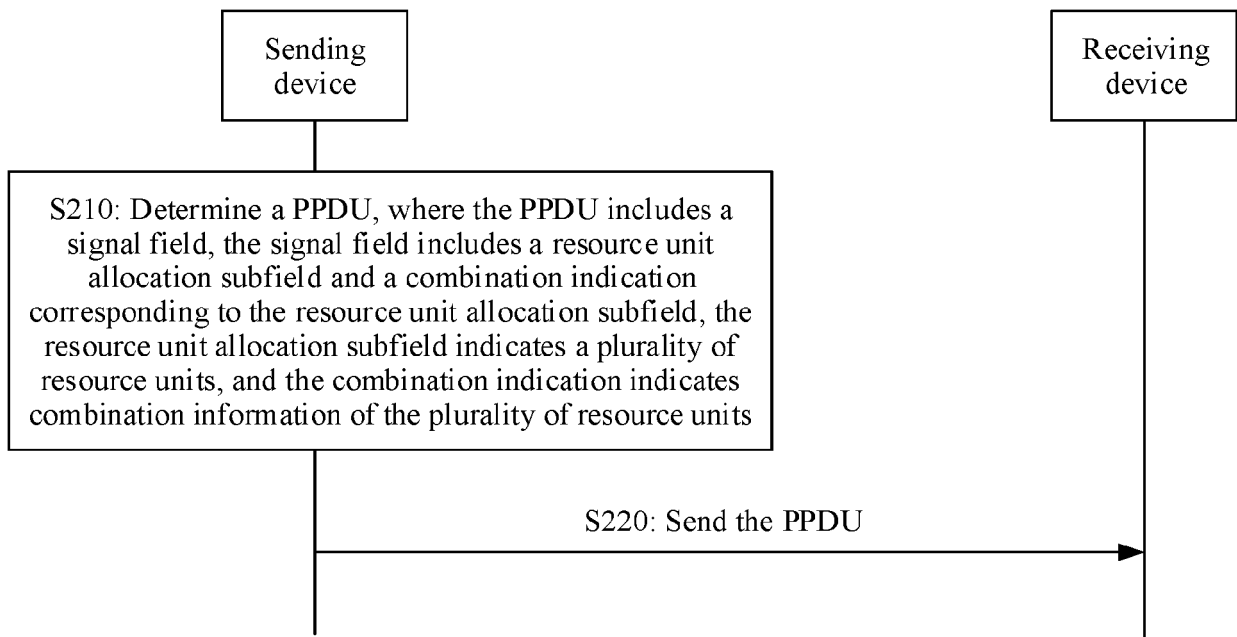 Sending
device
Receiving
device
S210: Determine a PPDU, where the PPDU includes a
signal field, the signal field includes a resource unit
allocation subfield and a combination indication
corresponding to the resource unit allocation subfield, the
resource unit allocation subfield indicates a plurality of
resource units, and the combination indication indicates
combination information of the plurality of resource units
S220: Send the PPDU